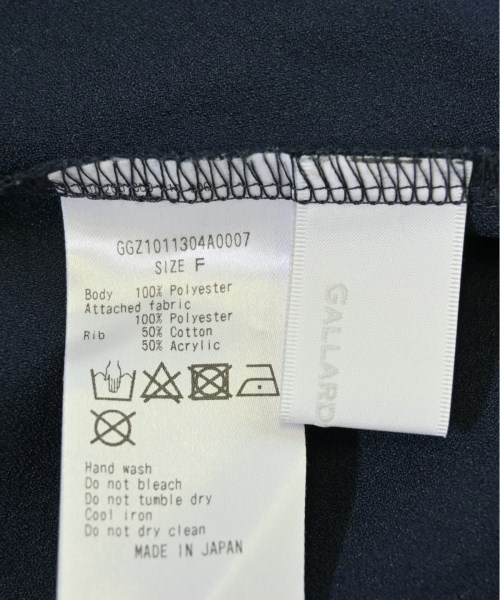 GGZ1011304A0007
SIZE F
Body 100% Polyester
Attached fabric
100% Polyester
Rib 50% Cotton
50% Acrylic
Hand wash
Do not bleach
Do not tumble dry
Cool iron
Do not dry clean
MADE IN JAPAN
GALLARD